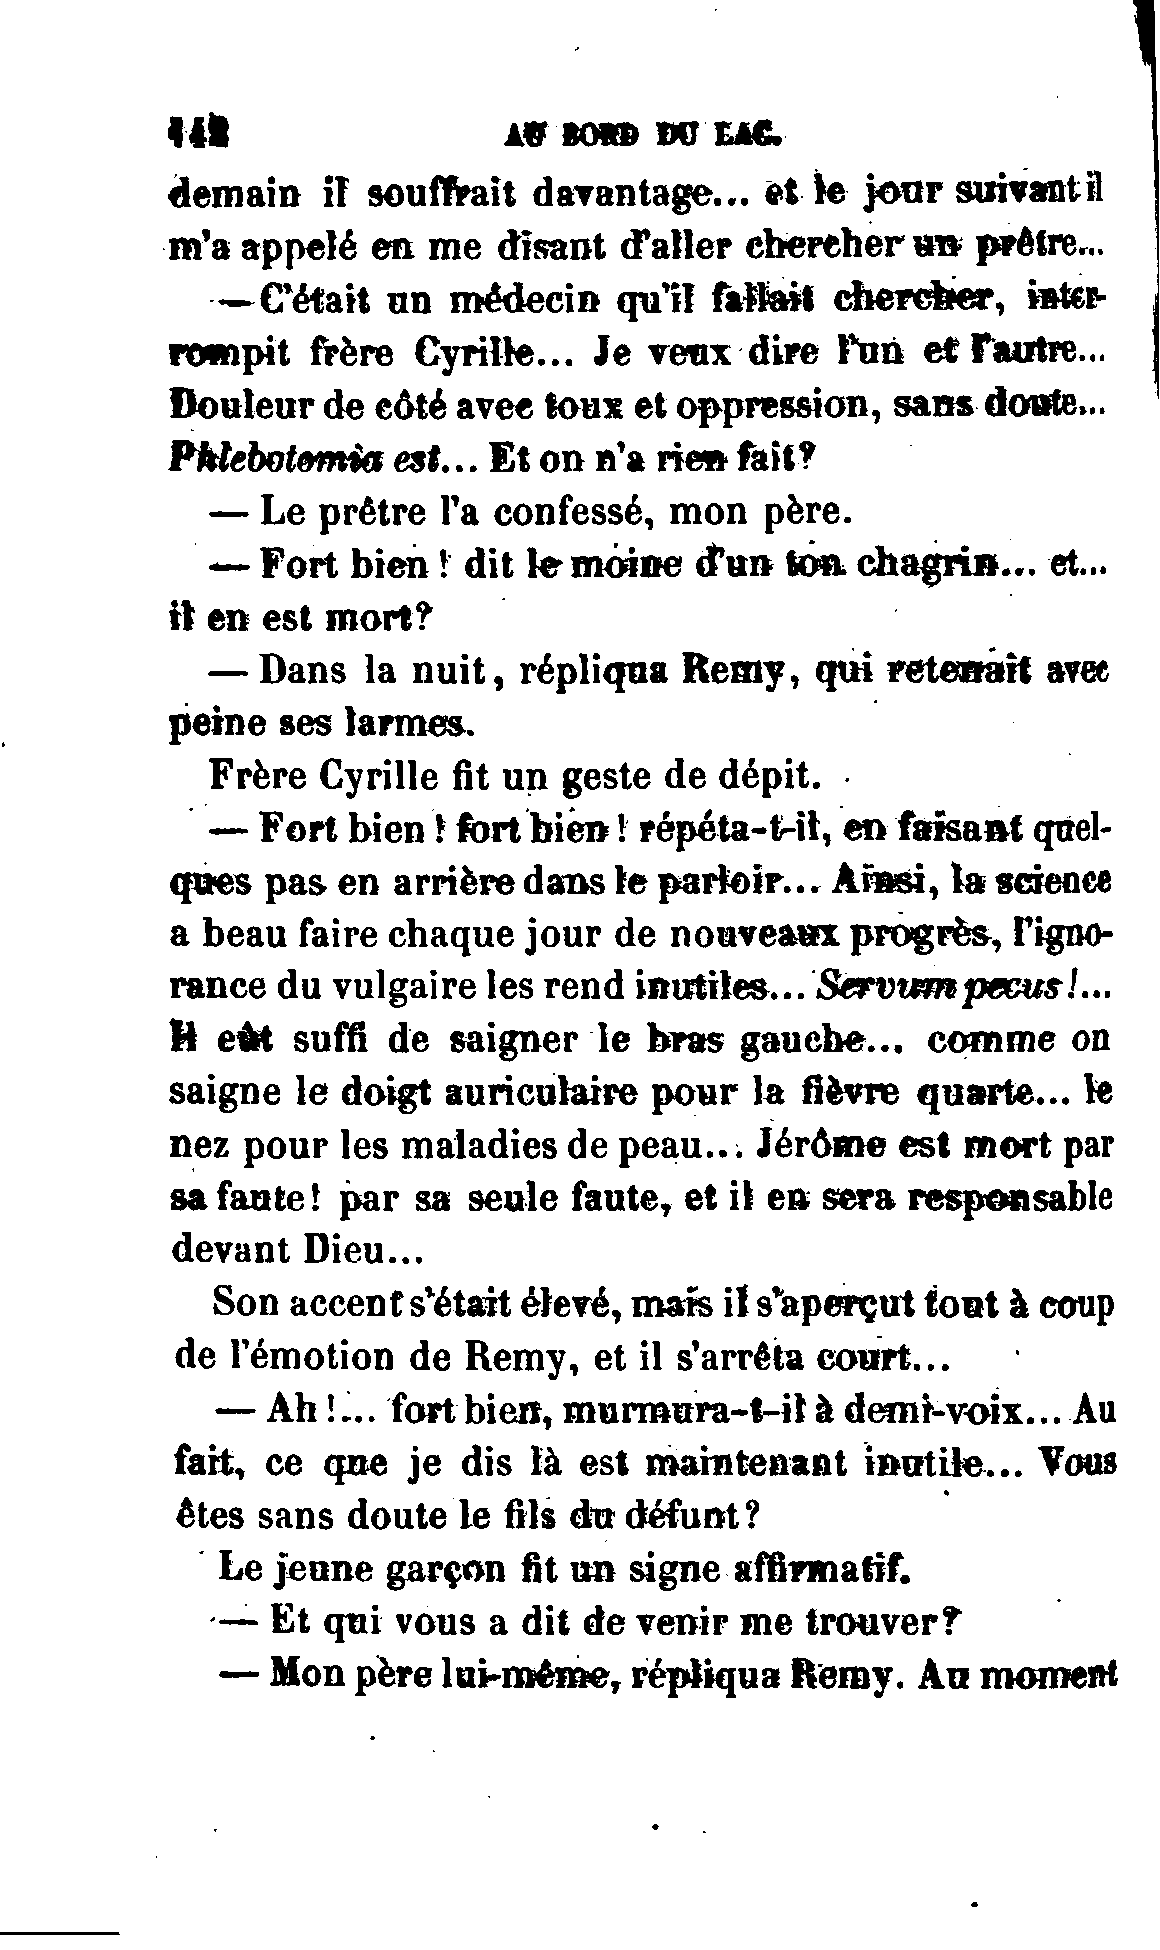 142 AU BORD DU LAC.
demain il souffrait davantage... et le jour suivant il
m'a appelé en me disant d'aller chercher un prêtre...
— C'était un médecin qu'il fallait chercher, inter-
rompit frère Cyrille... Je veux dire l'un et l'autre...
Douleur de côté avec toux et oppression, sans doute...
Phlebotomia est... Et on n'a rien fait?
— Le prêtre l'a confessé, mon père.
— Fort bien! dit le moine d'un ton chagrin... et...
il en est mort?
— Dans la nuit, répliqua Remy, qui retenait avec
peine ses larmes.
Frère Cyrille fit un geste de dépit.
— Fort bien! fort bien! répéta-t-il, en faisant quel-
ques pas en arrière dans le parloir... Ainsi, la science
a beau faire chaque jour de nouveaux progrès, l'igno-
rance du vulgaire les rend inutiles... Servum pecus!...
Il eût suffi de saigner le bras gauche... comme on
saigne le doigt auriculaire pour la fièvre quarte... le
nez pour les maladies de peau... Jérôme est mort par
sa faute! par sa seule faute, et il en sera responsable
devant Dieu...
Son accent s'était élevé, mais il s'aperçut tout à coup
de l'émotion de Remy, et il s'arrêta court...
— Ah!... fort bien, murmura-t-il à demi-voix... Au
fait, ce que je dis là est maintenant inutile... Vous
êtes sans doute le fils du défunt?
Le jeune garçon fit un signe affirmatif.
— Et qui vous a dit de venir me trouver?
— Mon père lui-même, répliqua Remy. Au moment